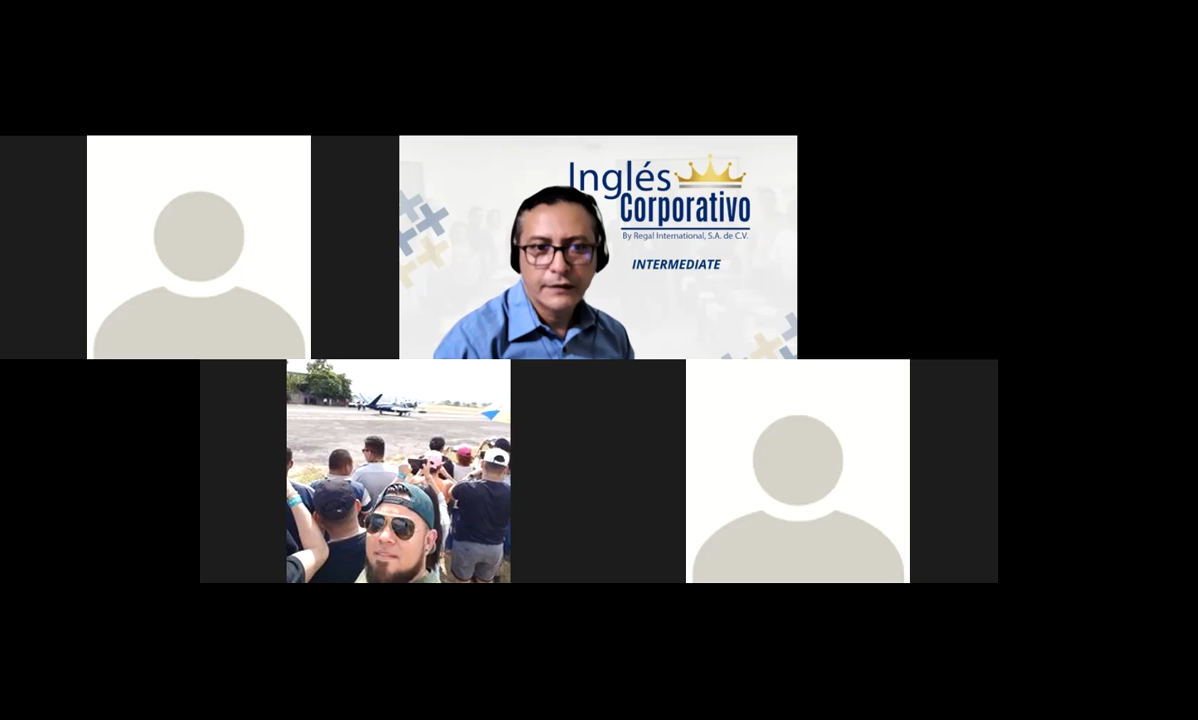 Inglés
Corporativo
By Regal International, S.A. de C.V.
INTERMEDIATE